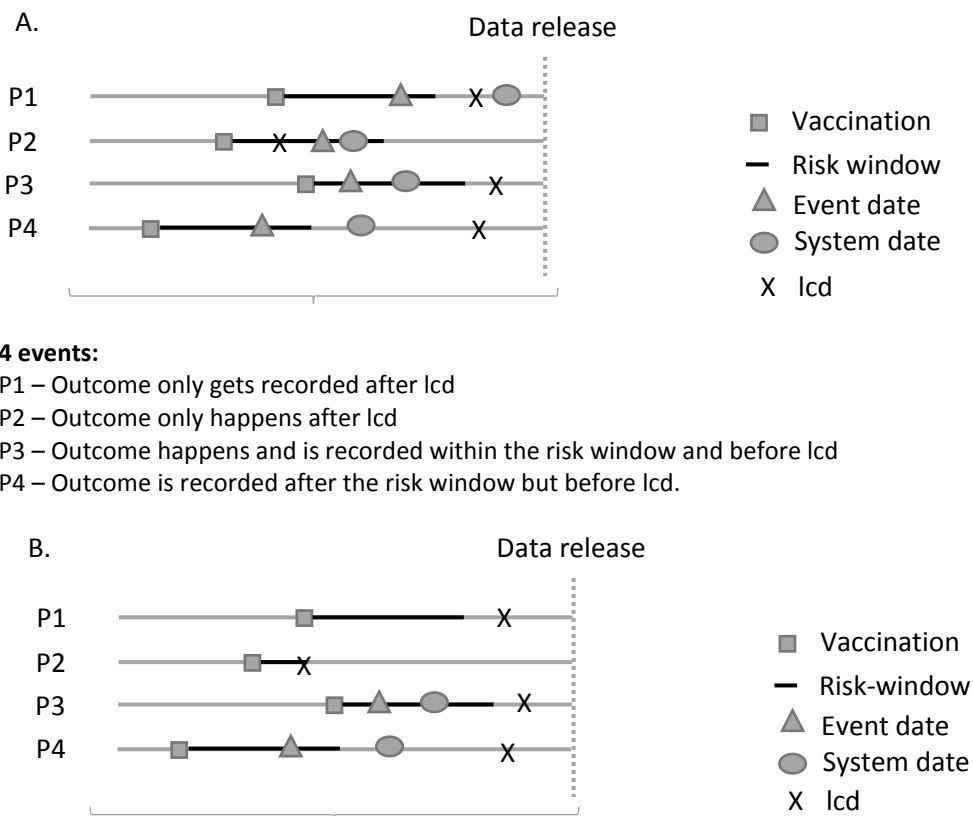 A.
Data release
P1
P2
P3
P4
Vaccination
Risk window
Event date
System date
X lcd
4 events:
P1 – Outcome only gets recorded after lcd
P2 – Outcome only happens after lcd
P3 – Outcome happens and is recorded within the risk window and before lcd
P4 – Outcome is recorded after the risk window but before lcd.
B.
Data release
P1
P2
P3
P4
Vaccination
Risk-window
Event date
System date
X lcd